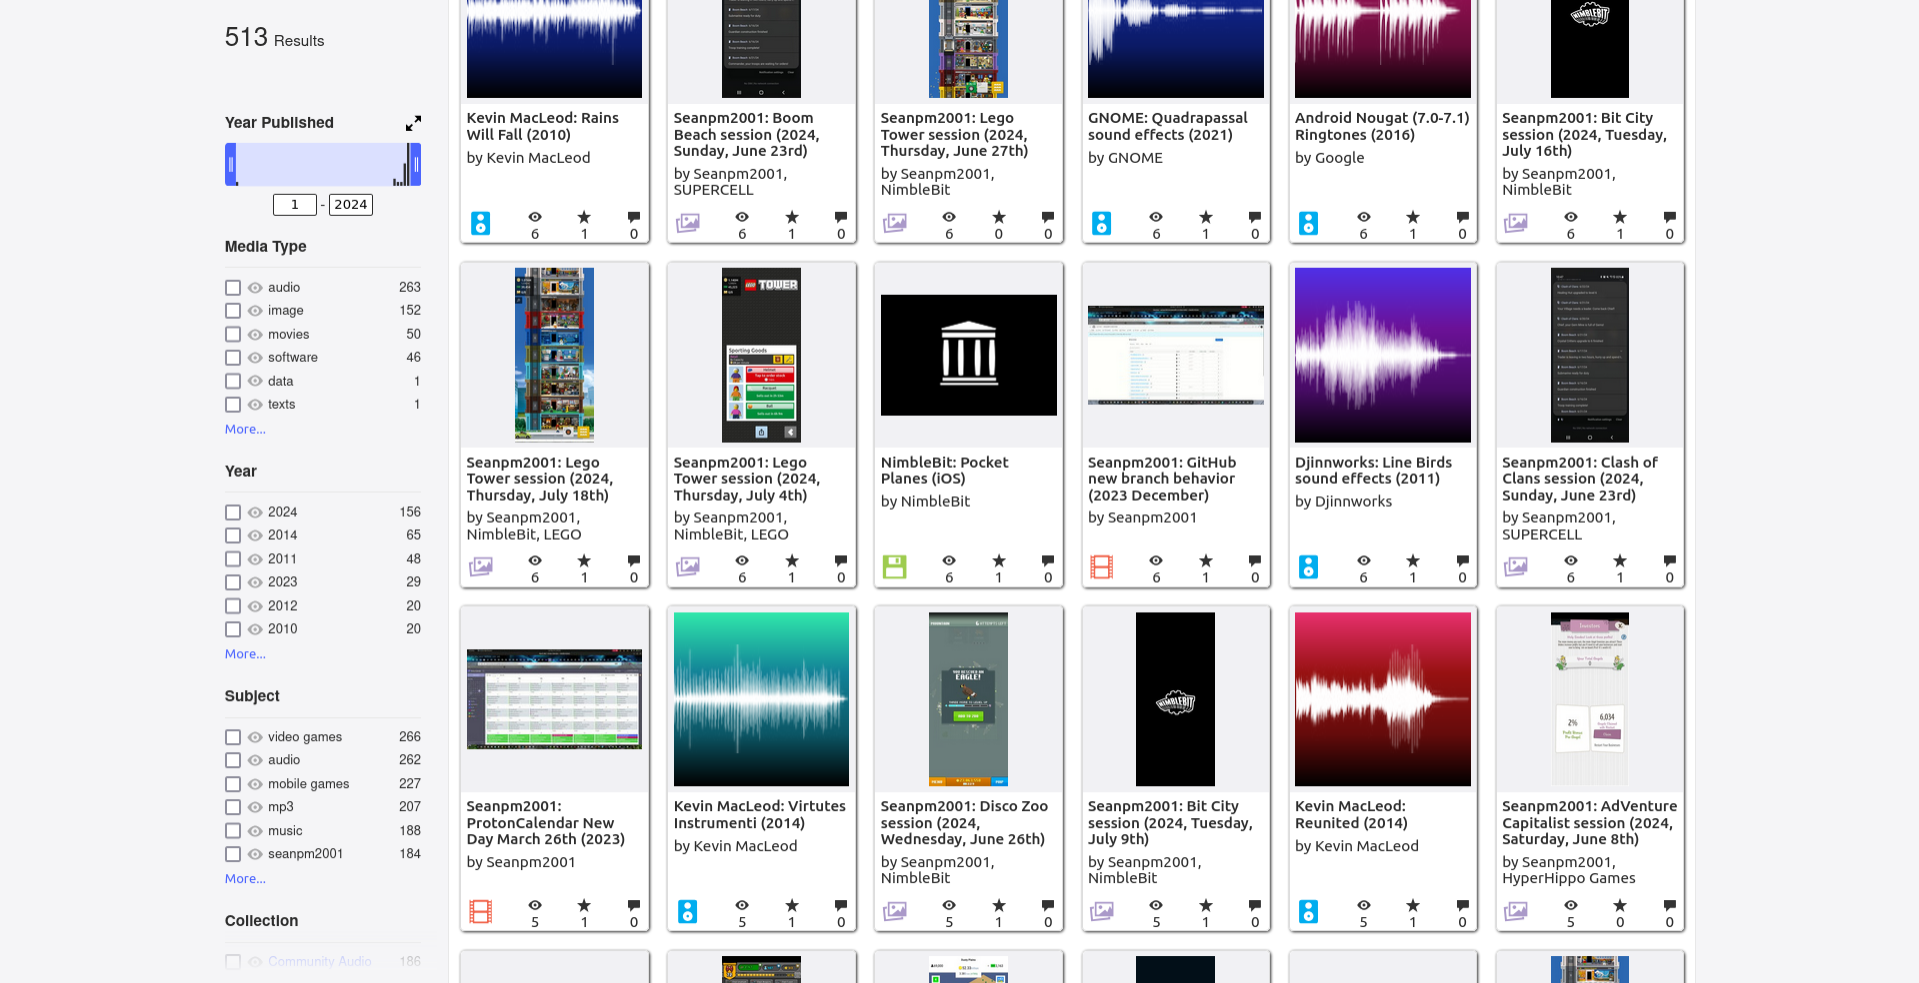 513 Results
Year Published
1 - 2024
Media Type
audio 263
image 152
movies 50
software 46
data 1
texts 1
More...
Year
2024 156
2014 65
2011 48
2023 29
2012 20
2010 20
More...
Subject
video games 266
audio 262
mobile games 227
mp3 207
music 188
seanpm2001 184
More...
Collection
Community Audio 186
Kevin MacLeod: Rains
Will Fall (2010)
by Kevin MacLeod
6 1 0
Seanpm2001: Boom
Beach session (2024,
Sunday, June 23rd)
by Seanpm2001,
SUPERCELL
6 1 0
Seanpm2001: Lego
Tower session (2024,
Thursday, June 27th)
by Seanpm2001,
NimbleBit
6 0 0
GNOME: Quadrapassal
sound effects (2021)
by GNOME
6 1 0
Android Nougat (7.0-7.1)
Ringtones (2016)
by Google
6 1 0
NIMBLEBIT
Seanpm2001: Bit City
session (2024, Tuesday,
July 16th)
by Seanpm2001,
NimbleBit
6 1 0
Seanpm2001: Lego
Tower session (2024,
Thursday, July 18th)
by Seanpm2001,
NimbleBit, LEGO
6 1 0
LEGO TOWER
Sporting Goods
Seanpm2001: Lego
Tower session (2024,
Thursday, July 4th)
by Seanpm2001,
NimbleBit, LEGO
6 1 0
NimbleBit: Pocket
Planes (iOS)
by NimbleBit
6 1 0
Seanpm2001: GitHub
new branch behavior
(2023 December)
by Seanpm2001
6 1 0
Djinnworks: Line Birds
sound effects (2011)
by Djinnworks
6 1 0
Seanpm2001: Clash of
Clans session (2024,
Sunday, June 23rd)
by Seanpm2001,
SUPERCELL
6 1 0
Seanpm2001:
ProtonCalendar New
Day March 26th (2023)
by Seanpm2001
5 1 0
Kevin MacLeod: Virtutes
Instrumenti (2014)
by Kevin MacLeod
5 1 0
EAGLE!
Seanpm2001: Disco Zoo
session (2024,
Wednesday, June 26th)
by Seanpm2001,
NimbleBit
5 1 0
NIMBLEBIT
Seanpm2001: Bit City
session (2024, Tuesday,
July 9th)
by Seanpm2001,
NimbleBit
5 1 0
Kevin MacLeod:
Reunited (2014)
by Kevin MacLeod
5 1 0
2%
6,034
Seanpm2001: AdVenture
Capitalist session (2024,
Saturday, June 8th)
by Seanpm2001,
HyperHippo Games
5 0 0